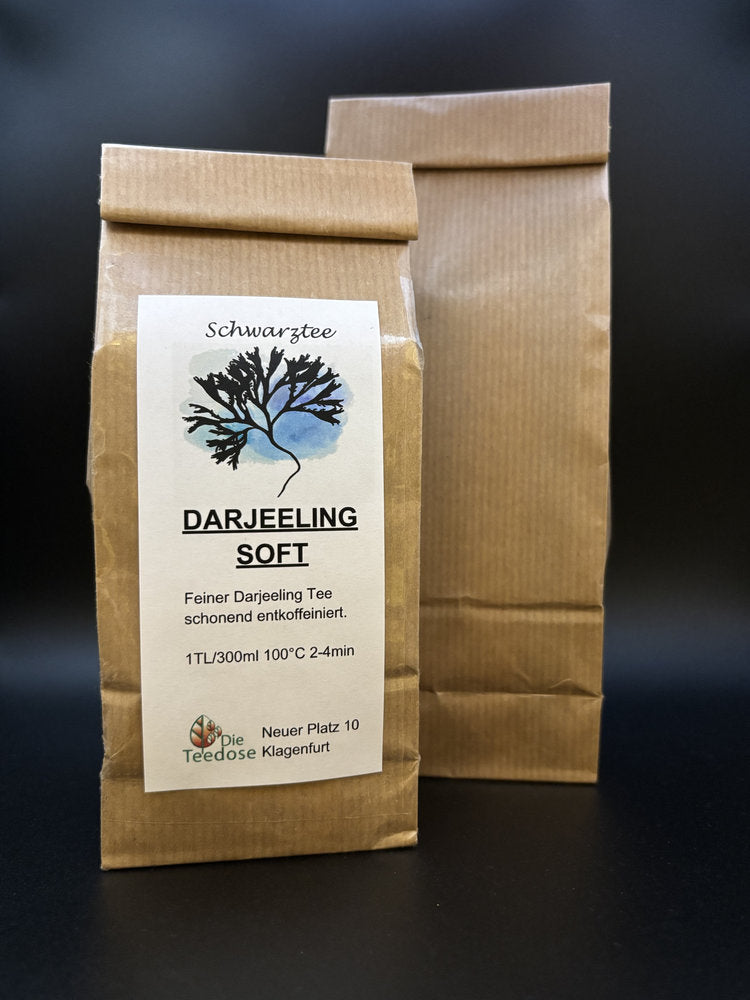 Schwarztee
DARJEELING
SOFT
Feiner Darjeeling Tee
schonend entkoffeiniert.
1TL/300ml 100°C 2-4min
Die
Teedose
Neuer Platz 10
Klagenfurt